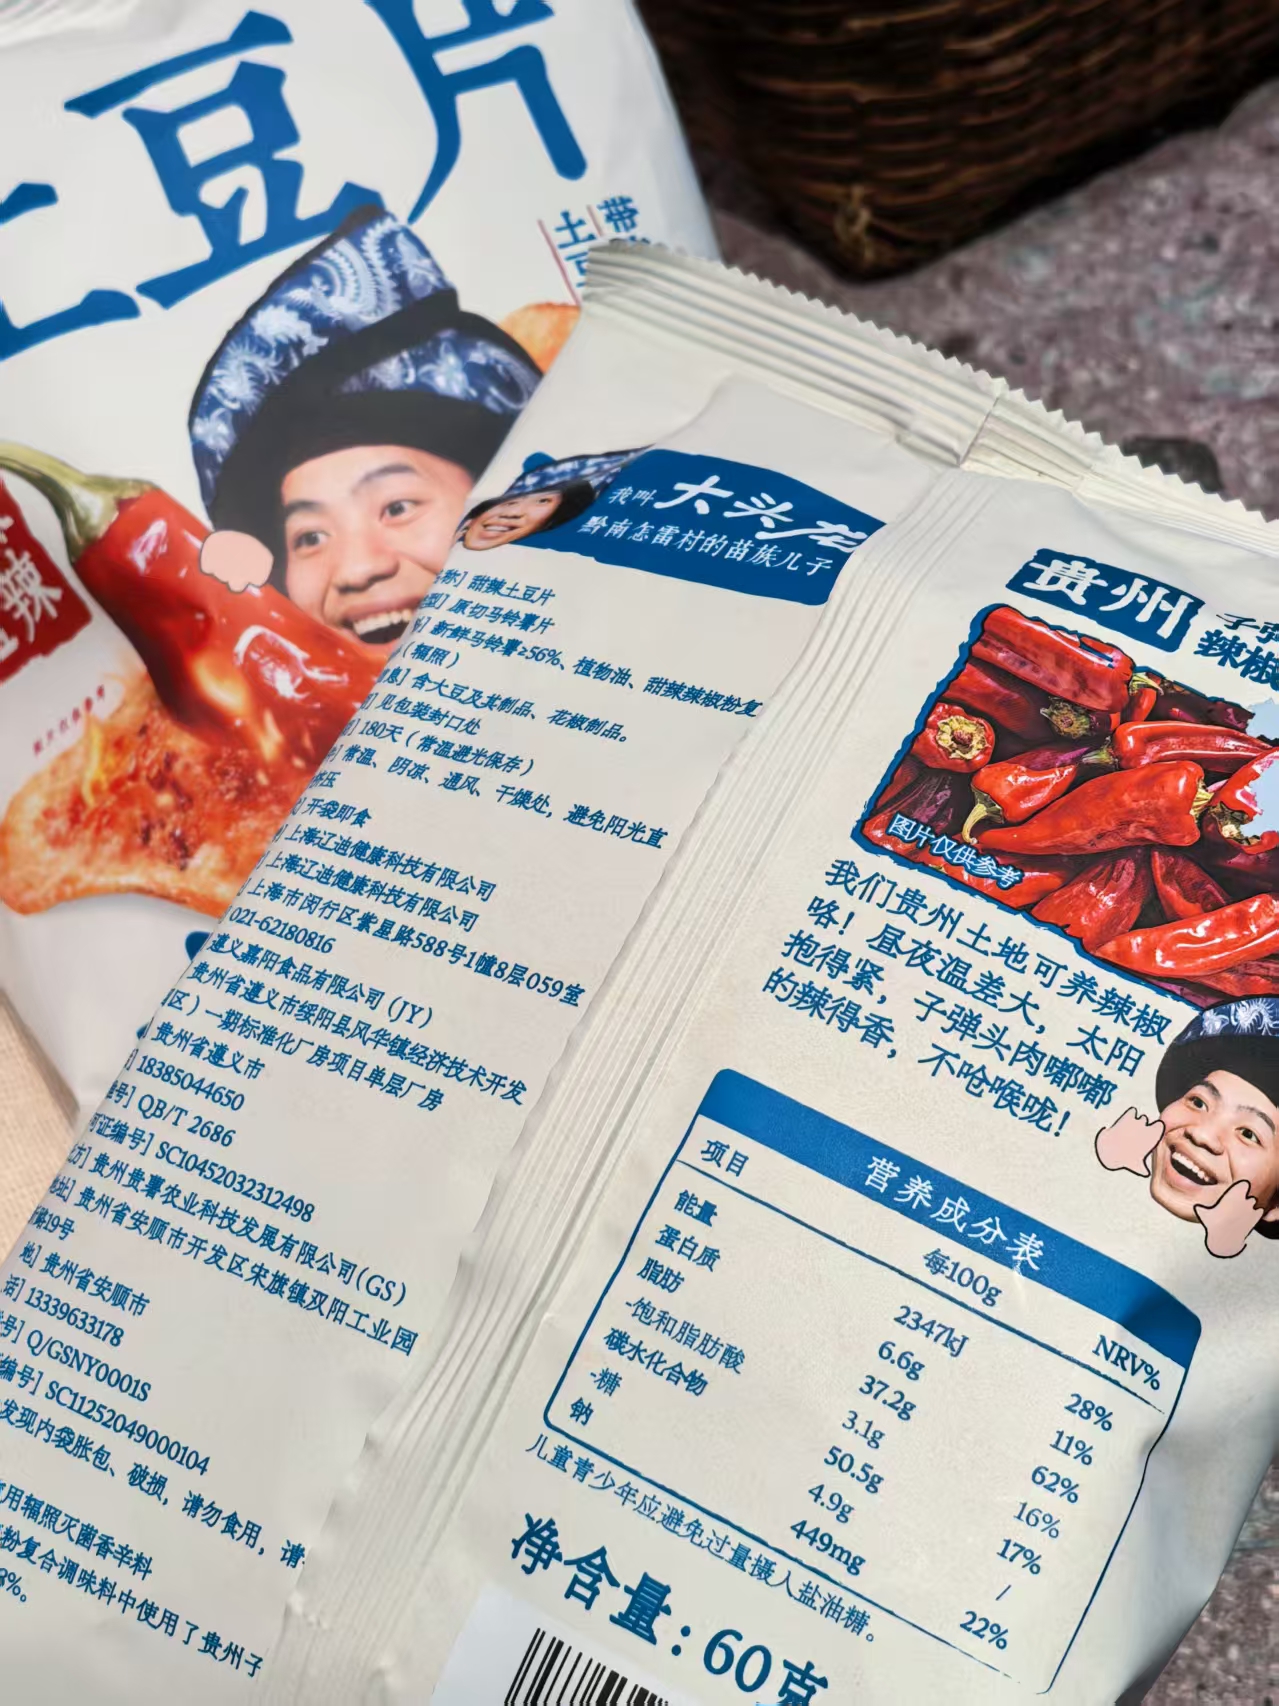 土豆片
带
土豆
辣
我叫大头花
黔南怎雷村的苗族儿子
称] 甜辣土豆片
型] 原切马铃薯片
新鲜马铃薯≥56%、植物油、甜辣辣椒粉复
(辐照)
息] 含大豆及其制品、花椒制品。
] 见包装封口处
] 180天(常温避光保存)
] 常温、阴凉、通风、干燥处,避免阳光直
挤压
] 开袋即食
] 上海辽迪健康科技有限公司
] 上海辽迪健康科技有限公司
] 上海市闵行区紫星路588号1幢8层059室
] 021-62180816
遵义嘉阳食品有限公司(JY)
贵州省遵义市绥阳县风华镇经济技术开发
区)一期标准化厂房项目单层厂房
贵州省遵义市
] 18385044650
号] QB/T 2686
可证编号] SC10452032312498
方] 贵州贵薯农业科技发展有限公司(GS)
址] 贵州省安顺市开发区宋旗镇双阳工业园
19号
地] 贵州省安顺市
话] 13339633178
号] Q/GSNY0001S
编号] SC11252049000104
发现内袋胀包、破损,请勿食用,请
用辐照灭菌香辛料
粉复合调味料中使用了贵州子
%。
贵州
子弹
辣椒
图片仅供参考
我们贵州土地可养辣椒
咯!昼夜温差大,太阳
抱得紧,子弹头肉嘟嘟
的辣得香,不呛喉咙!
营养成分表
项目 每100g NRV%
能量 2347kJ 28%
蛋白质 6.6g 11%
脂肪 37.2g 62%
-饱和脂肪酸 3.1g 16%
碳水化合物 50.5g 17%
-糖 4.9g /
钠 449mg 22%
儿童青少年应避免过量摄入盐油糖。
净含量:60克